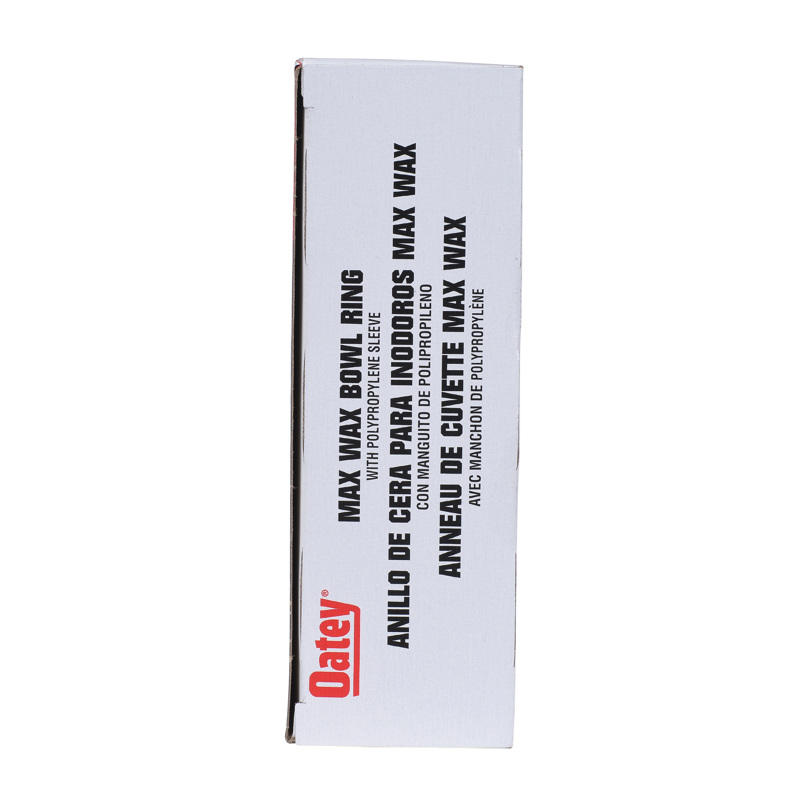 Oatey®
MAX WAX BOWL RING
WITH POLYPROPYLENE SLEEVE
ANILLO DE CERA PARA INODOROS MAX WAX
CON MANGUITO DE POLIPROPILENO
ANNEAU DE CUVETTE MAX WAX
AVEC MANCHON DE POLYPROPYLÈNE